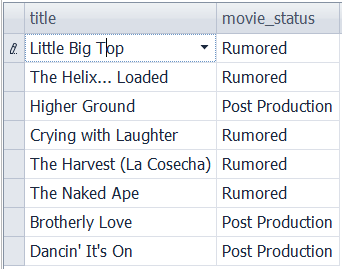 title movie_status
Little Big Top Rumored
The Helix... Loaded Rumored
Higher Ground Post Production
Crying with Laughter Rumored
The Harvest (La Cosecha) Rumored
The Naked Ape Rumored
Brotherly Love Post Production
Dancin' It's On Post Production